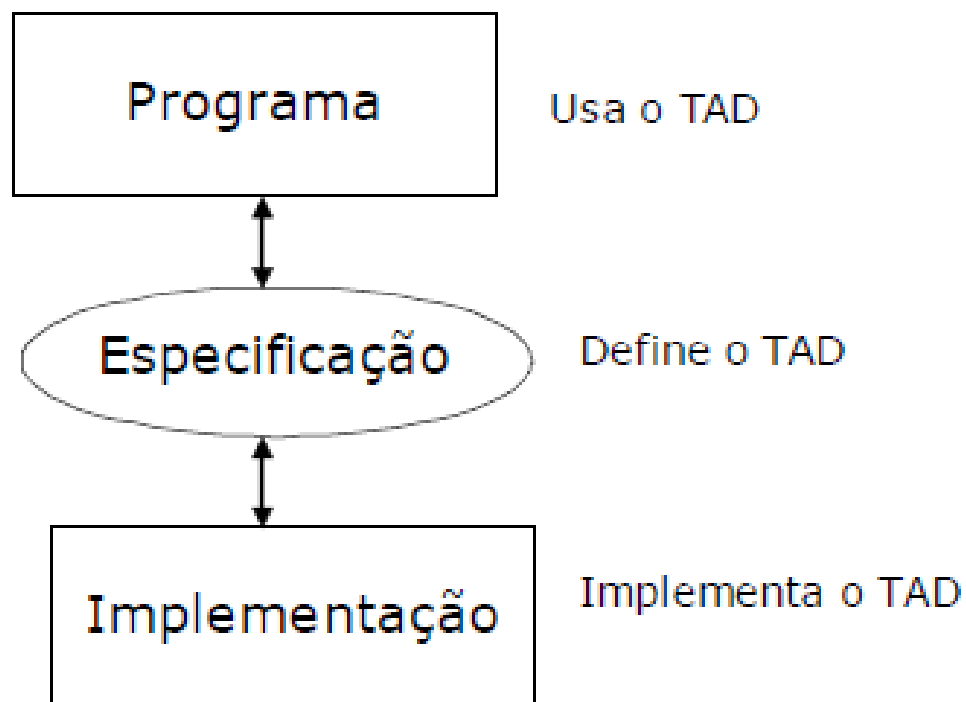 Programa
Usa o TAD
Especificação
Define o TAD
Implementação
Implementa o TAD